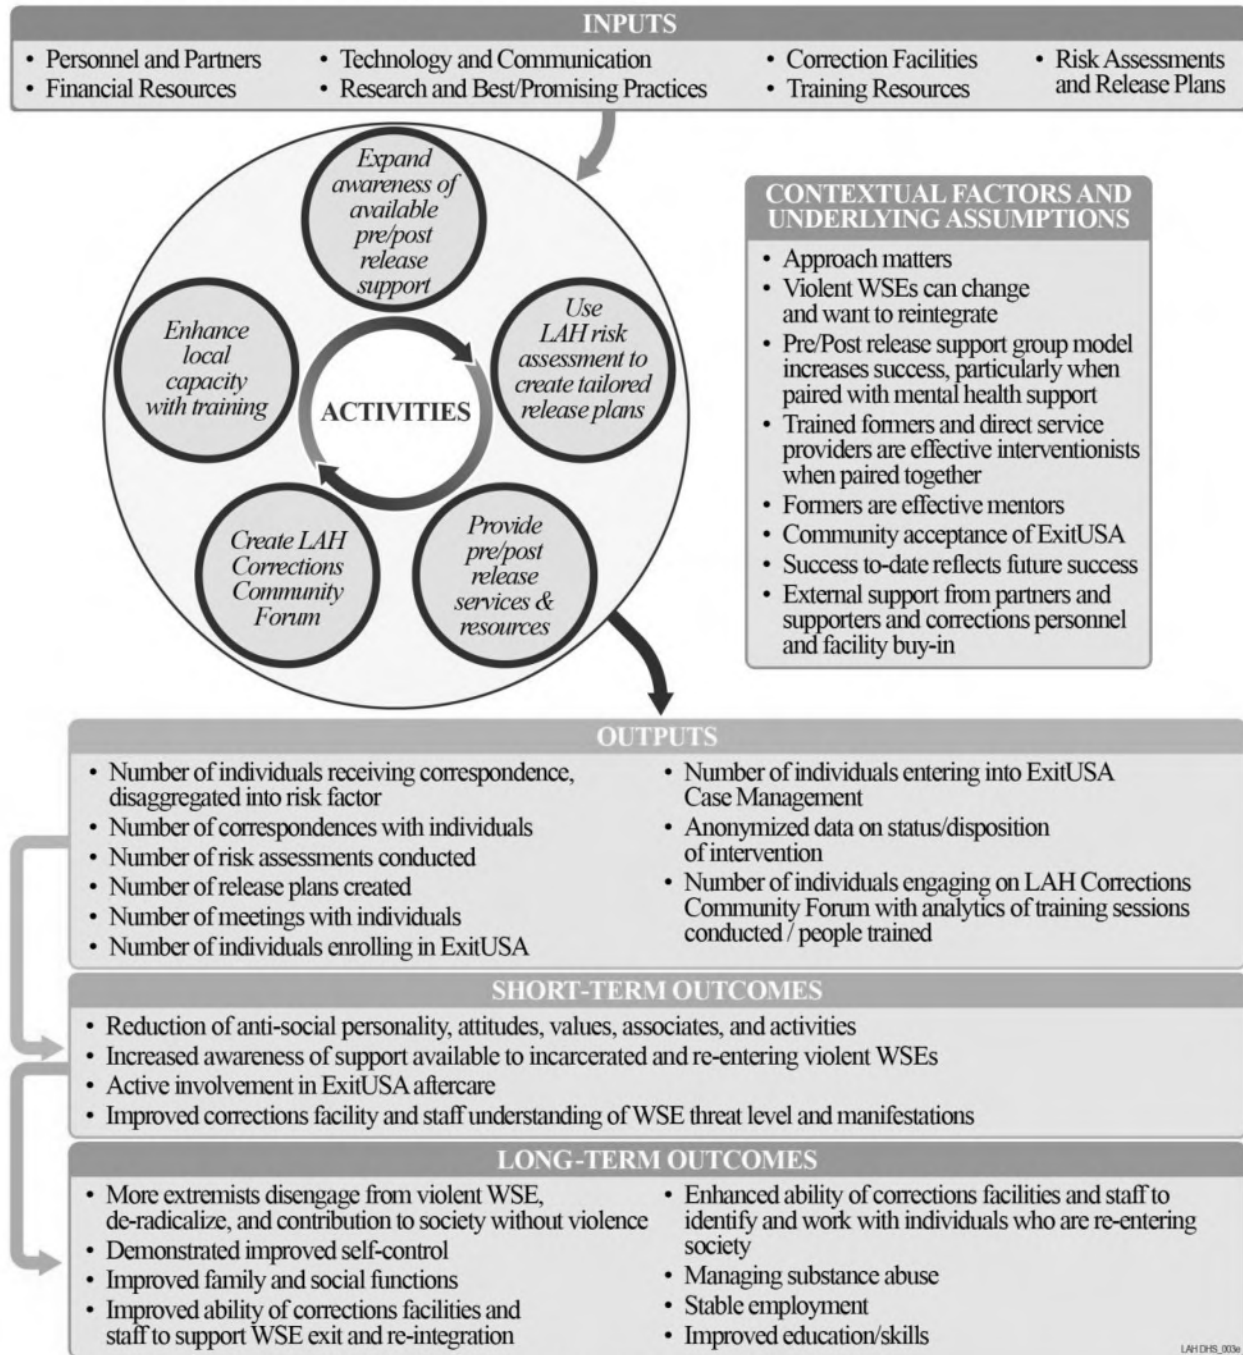 INPUTS
• Personnel and Partners
• Financial Resources
• Technology and Communication
• Research and Best/Promising Practices
• Correction Facilities
• Training Resources
• Risk Assessments
and Release Plans
Expand
awareness of
available
pre/post
release
support
Use
LAH risk
assessment to
create tailored
release plans
Provide
pre/post
release
services &
resources
Create LAH
Corrections
Community
Forum
Enhance
local
capacity
with training
ACTIVITIES
CONTEXTUAL FACTORS AND
UNDERLYING ASSUMPTIONS
• Approach matters
• Violent WSEs can change
and want to reintegrate
• Pre/Post release support group model
increases success, particularly when
paired with mental health support
• Trained formers and direct service
providers are effective interventionists
when paired together
• Formers are effective mentors
• Community acceptance of ExitUSA
• Success to-date reflects future success
• External support from partners and
supporters and corrections personnel
and facility buy-in
OUTPUTS
• Number of individuals receiving correspondence,
disaggregated into risk factor
• Number of correspondences with individuals
• Number of risk assessments conducted
• Number of release plans created
• Number of meetings with individuals
• Number of individuals enrolling in ExitUSA
• Number of individuals entering into ExitUSA
Case Management
• Anonymized data on status/disposition
of intervention
• Number of individuals engaging on LAH Corrections
Community Forum with analytics of training sessions
conducted / people trained
SHORT-TERM OUTCOMES
• Reduction of anti-social personality, attitudes, values, associates, and activities
• Increased awareness of support available to incarcerated and re-entering violent WSEs
• Active involvement in ExitUSA aftercare
• Improved corrections facility and staff understanding of WSE threat level and manifestations
LONG-TERM OUTCOMES
• More extremists disengage from violent WSE,
de-radicalize, and contribution to society without violence
• Demonstrated improved self-control
• Improved family and social functions
• Improved ability of corrections facilities and
staff to support WSE exit and re-integration
• Enhanced ability of corrections facilities and staff to
identify and work with individuals who are re-entering
society
• Managing substance abuse
• Stable employment
• Improved education/skills
LAH DHS_003e